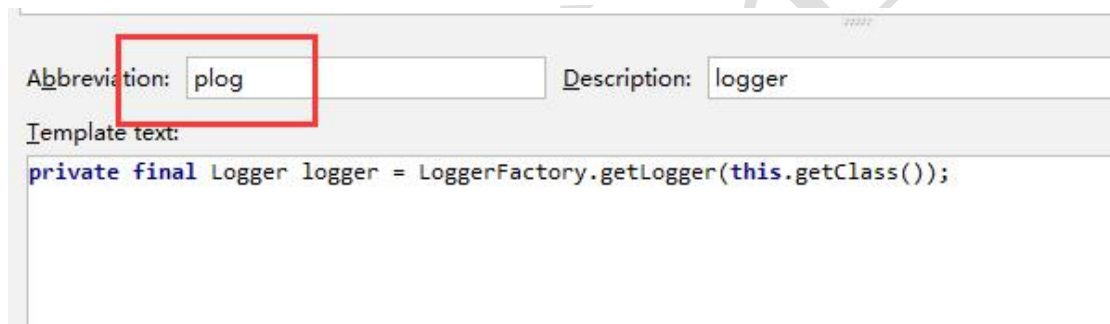 Abbreviation: plog Description: logger
Template text:
private final Logger logger = LoggerFactory.getLogger(this.getClass());